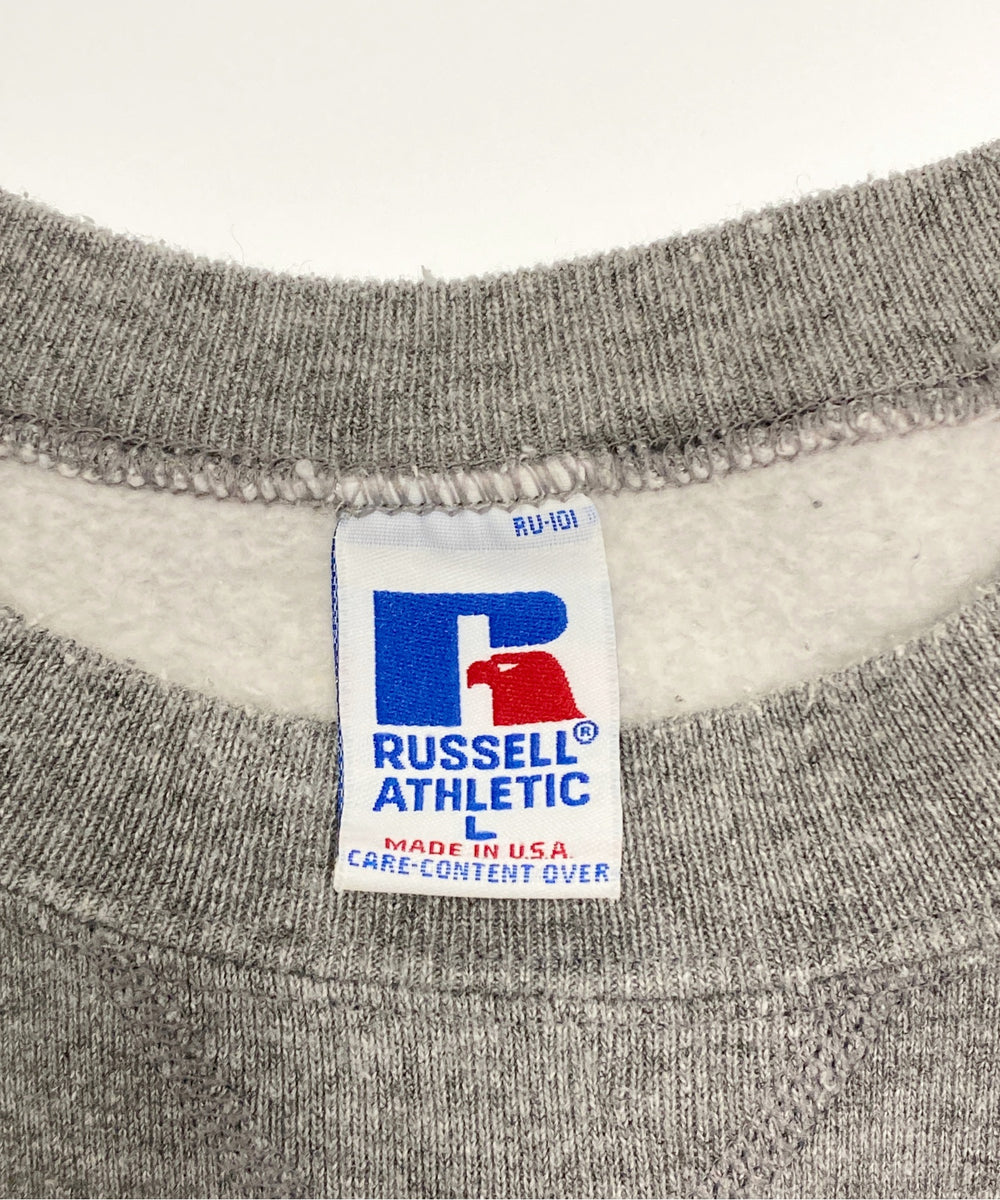 RU-101
RUSSELL®
ATHLETIC
L
MADE IN U.S.A.
CARE-CONTENT OVER